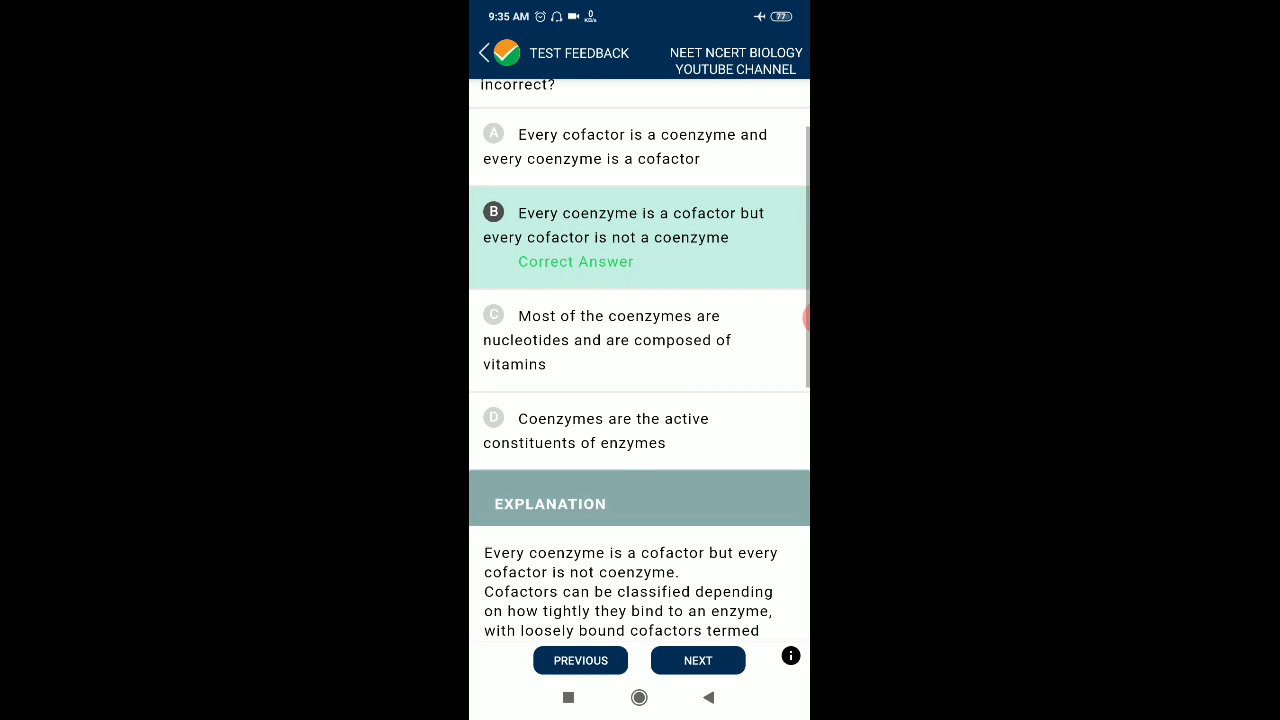 9:35 AM 0 KB/s 77
TEST FEEDBACK
NEET NCERT BIOLOGY
YOUTUBE CHANNEL
incorrect?
A Every cofactor is a coenzyme and
every coenzyme is a cofactor
B Every coenzyme is a cofactor but
every cofactor is not a coenzyme
Correct Answer
C Most of the coenzymes are
nucleotides and are composed of
vitamins
D Coenzymes are the active
constituents of enzymes
EXPLANATION
Every coenzyme is a cofactor but every
cofactor is not coenzyme.
Cofactors can be classified depending
on how tightly they bind to an enzyme,
with loosely bound cofactors termed
PREVIOUS NEXT